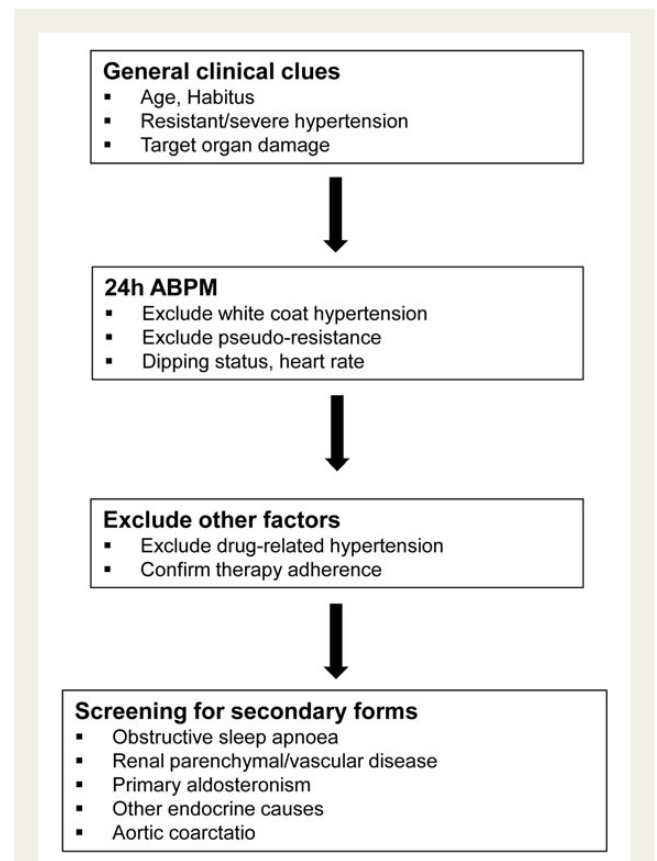 General clinical clues
▪ Age, Habitus
▪ Resistant/severe hypertension
▪ Target organ damage
24h ABPM
▪ Exclude white coat hypertension
▪ Exclude pseudo-resistance
▪ Dipping status, heart rate
Exclude other factors
▪ Exclude drug-related hypertension
▪ Confirm therapy adherence
Screening for secondary forms
▪ Obstructive sleep apnoea
▪ Renal parenchymal/vascular disease
▪ Primary aldosteronism
▪ Other endocrine causes
▪ Aortic coarctatio